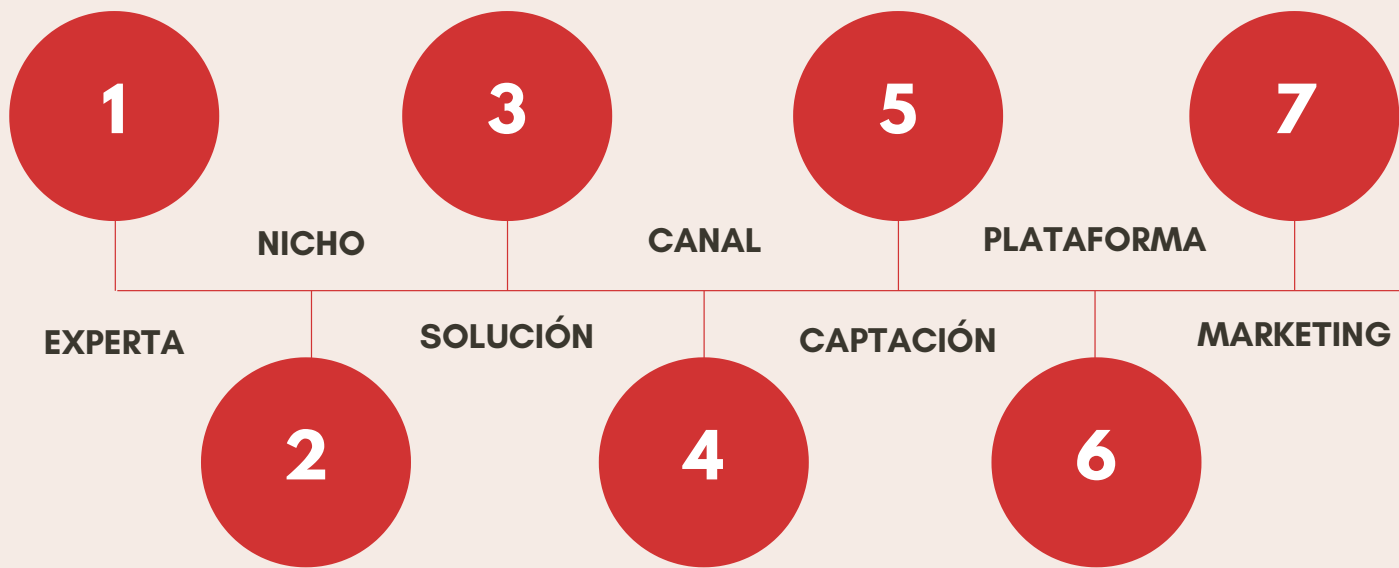 1
EXPERTA
2
NICHO
3
SOLUCIÓN
4
CANAL
5
CAPTACIÓN
6
PLATAFORMA
7
MARKETING